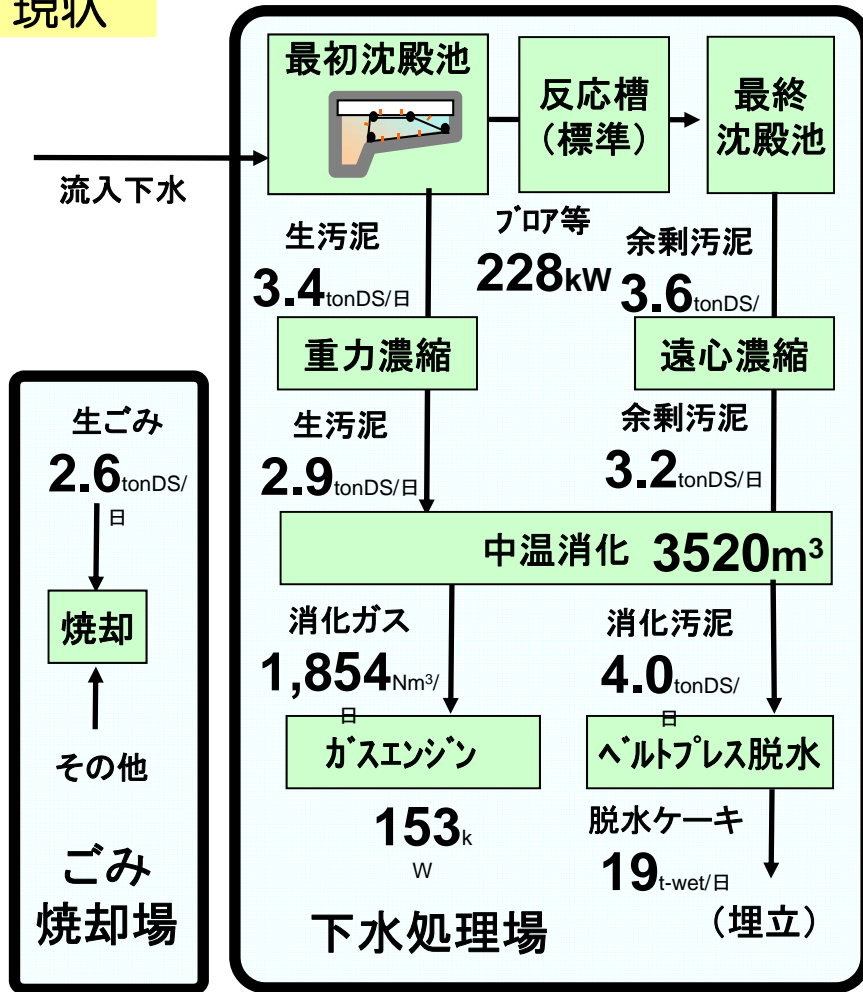 現状
最初沈殿池
反応槽
(標準)
最終
沈殿池
流入下水
生汚泥
3.4tonDS/日
ブロア等
228kW
余剰汚泥
3.6tonDS/
重力濃縮
遠心濃縮
生汚泥
2.9tonDS/日
余剰汚泥
3.2tonDS/日
中温消化 3520m³
消化ガス
1,854Nm³/
日
消化汚泥
4.0tonDS/
日
ガスエンジン
ベルトプレス脱水
153k
W
脱水ケーキ
19t-wet/日
(埋立)
下水処理場
生ごみ
2.6tonDS/
日
焼却
その他
ごみ
焼却場